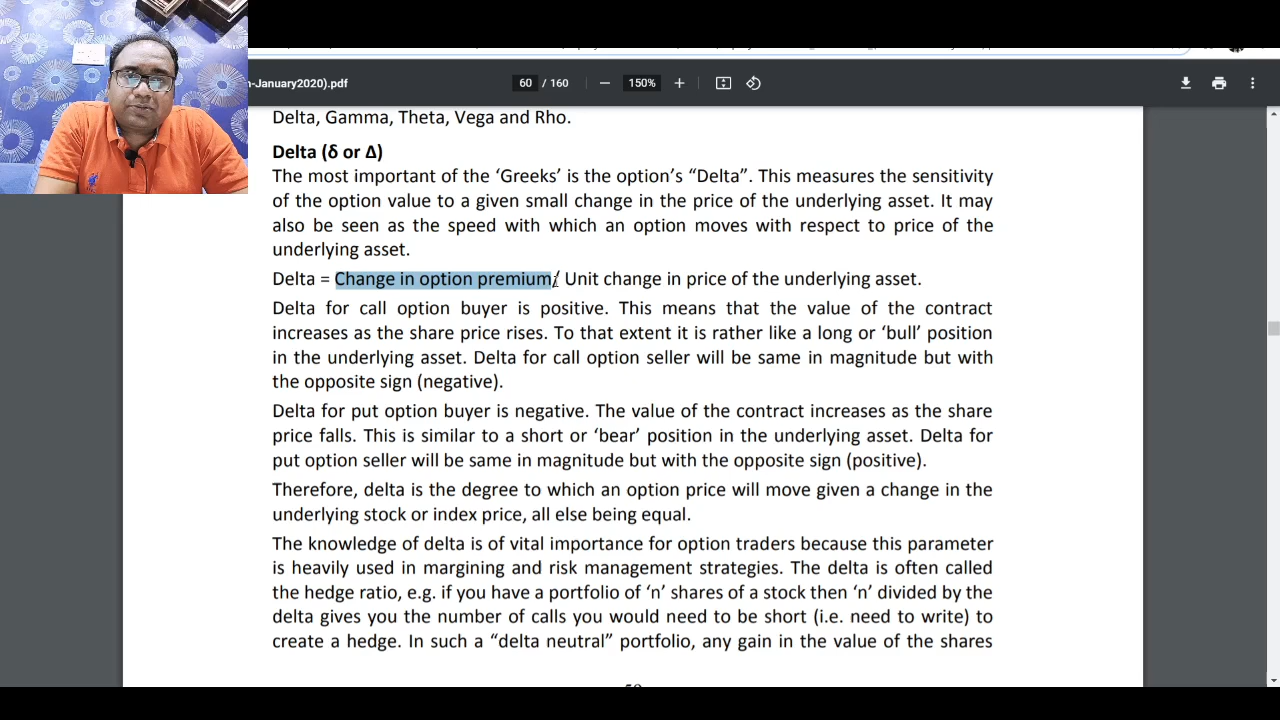 n-January2020).pdf
60 / 160
150%
Delta, Gamma, Theta, Vega and Rho.
Delta (δ or Δ)
The most important of the ‘Greeks’ is the option’s “Delta”. This measures the sensitivity
of the option value to a given small change in the price of the underlying asset. It may
also be seen as the speed with which an option moves with respect to price of the
underlying asset.
Delta = Change in option premium/ Unit change in price of the underlying asset.
Delta for call option buyer is positive. This means that the value of the contract
increases as the share price rises. To that extent it is rather like a long or ‘bull’ position
in the underlying asset. Delta for call option seller will be same in magnitude but with
the opposite sign (negative).
Delta for put option buyer is negative. The value of the contract increases as the share
price falls. This is similar to a short or ‘bear’ position in the underlying asset. Delta for
put option seller will be same in magnitude but with the opposite sign (positive).
Therefore, delta is the degree to which an option price will move given a change in the
underlying stock or index price, all else being equal.
The knowledge of delta is of vital importance for option traders because this parameter
is heavily used in margining and risk management strategies. The delta is often called
the hedge ratio, e.g. if you have a portfolio of ‘n’ shares of a stock then ‘n’ divided by the
delta gives you the number of calls you would need to be short (i.e. need to write) to
create a hedge. In such a “delta neutral” portfolio, any gain in the value of the shares